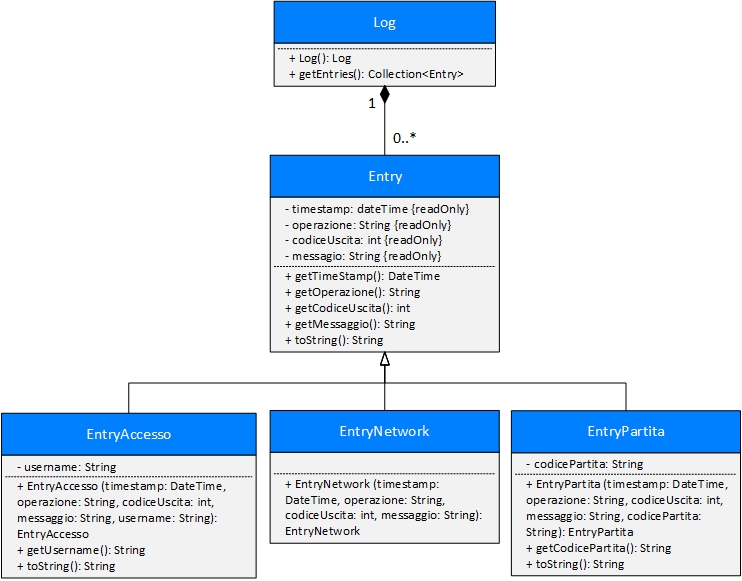 Log
+ Log(): Log
+ getEntries(): Collection<Entry>
1
0..*
Entry
- timestamp: dateTime {readOnly}
- operazione: String {readOnly}
- codiceUscita: int {readOnly}
- messagio: String {readOnly}
+ getTimeStamp(): DateTime
+ getOperazione(): String
+ getCodiceUscita(): int
+ getMessaggio(): String
+ toString(): String
EntryAccesso
- username: String
+ EntryAccesso (timestamp: DateTime,
operazione: String, codiceUscita: int,
messaggio: String, username: String):
EntryAccesso
+ getUsername(): String
+ toString(): String
EntryNetwork
+ EntryNetwork (timestamp:
DateTime, operazione: String,
codiceUscita: int, messaggio: String):
EntryNetwork
EntryPartita
- codicePartita: String
+ EntryPartita (timestamp: DateTime,
operazione: String, codiceUscita: int,
messaggio: String, codicePartita:
String): EntryPartita
+ getCodicePartita(): String
+ toString(): String